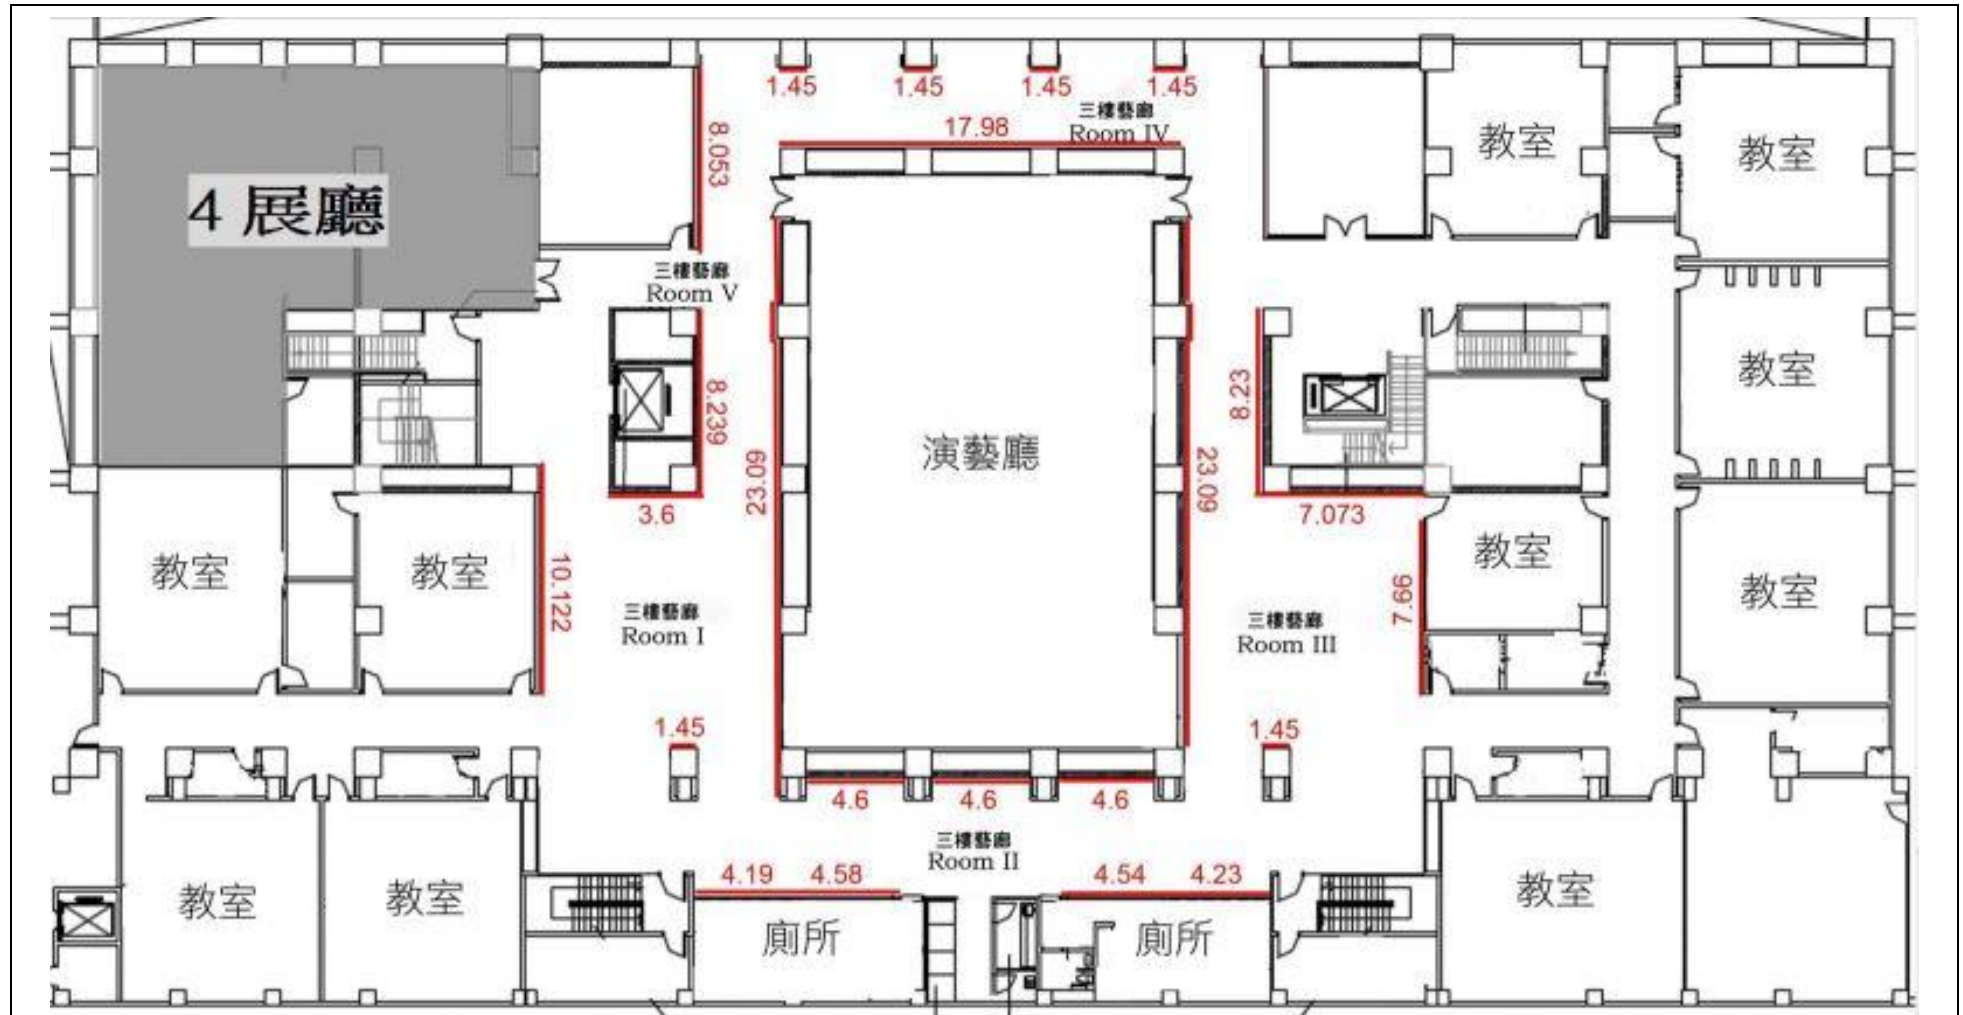 1.45
1.45
1.45
1.45
三樓藝廊
Room IV
17.98
8.053
教室
教室
4 展廳
三樓藝廊
Room V
教室
8.239
8.23
演藝廳
23.09
23.09
3.6
7.073
教室
教室
教室
10.122
教室
7.66
三樓藝廊
Room I
三樓藝廊
Room III
1.45
1.45
4.6
4.6
4.6
三樓藝廊
Room II
4.19
4.58
4.54
4.23
教室
教室
教室
廁所
廁所